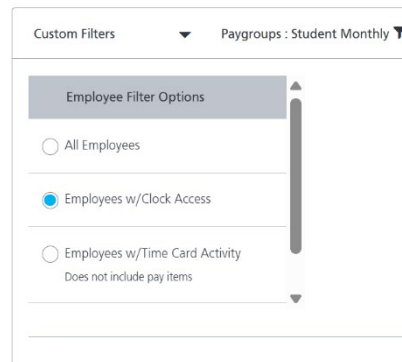 Custom Filters Paygroups : Student Monthly
Employee Filter Options
All Employees
Employees w/Clock Access
Employees w/Time Card Activity
Does not include pay items